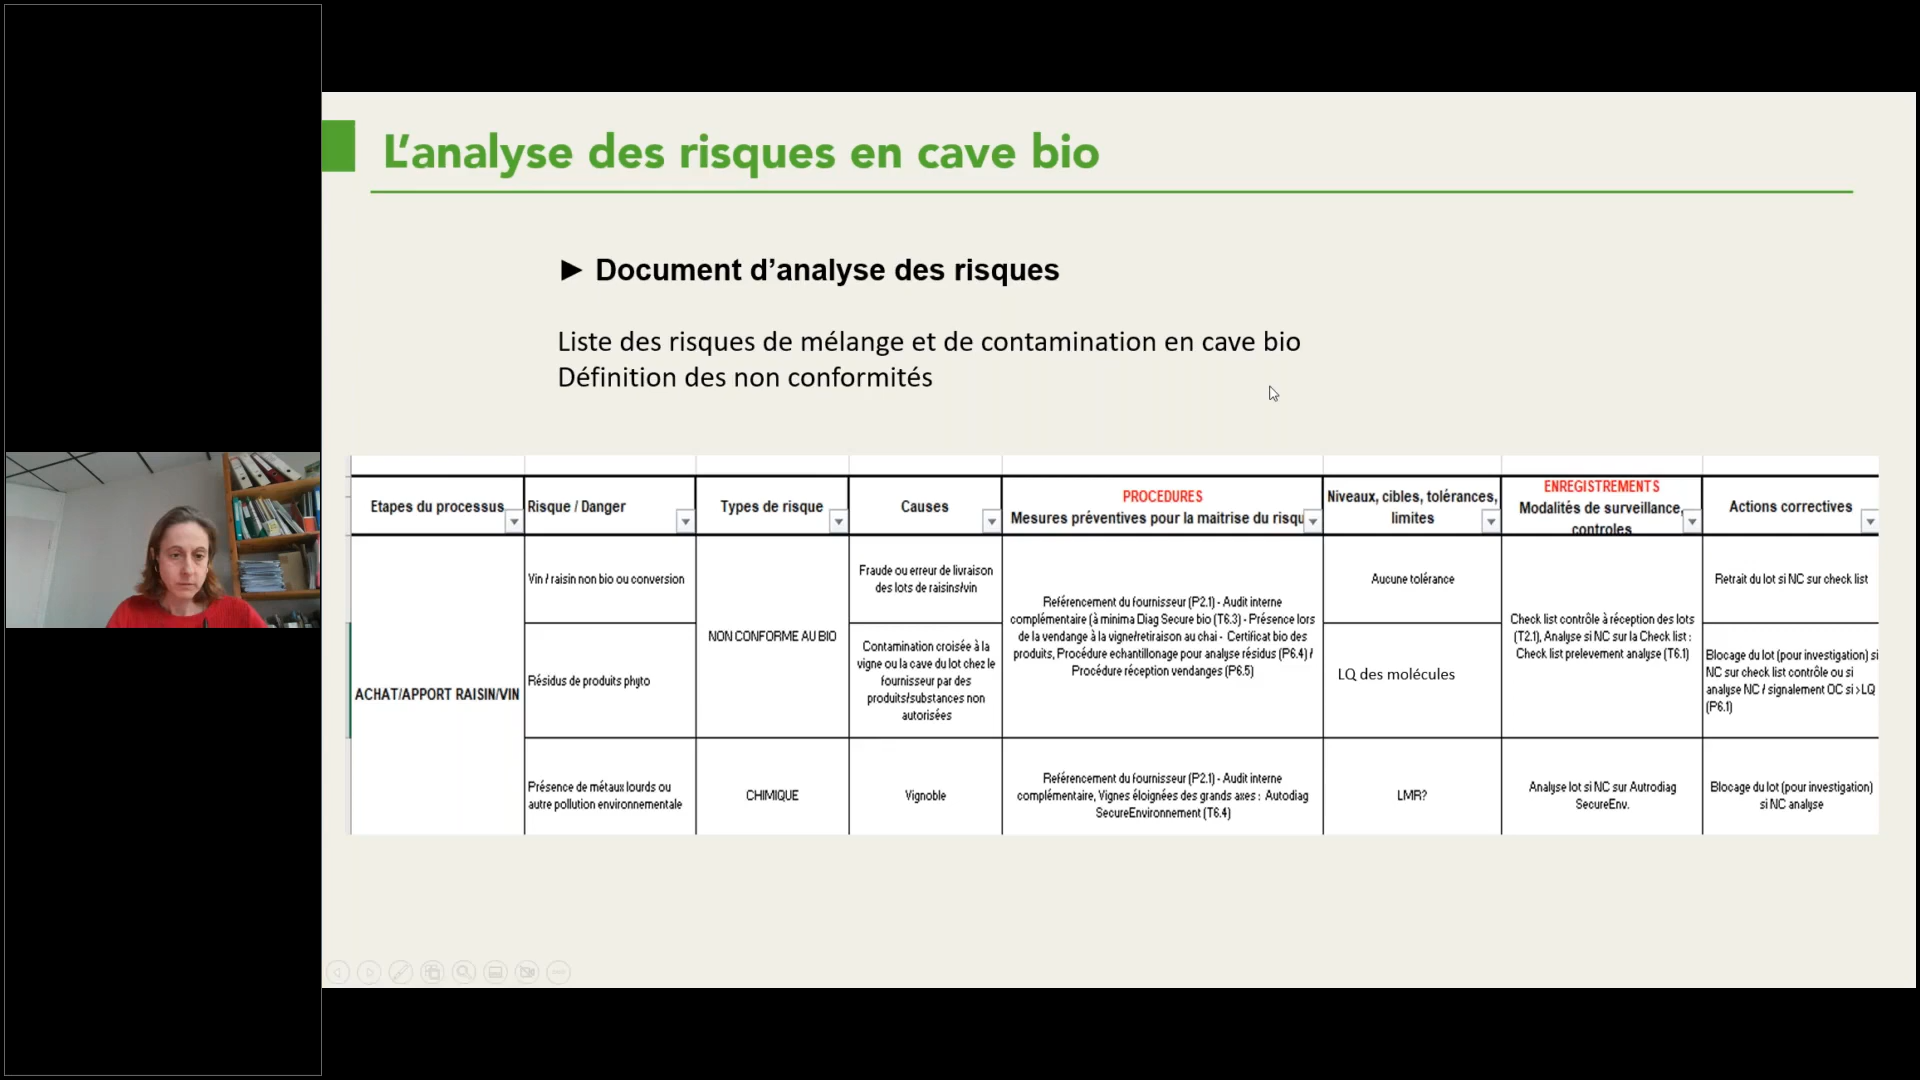 L'analyse des risques en cave bio
► Document d'analyse des risques
Liste des risques de mélange et de contamination en cave bio
Définition des non conformités
Etapes du processus
Risque / Danger
Types de risque
Causes
PROCEDURES
Mesures préventives pour la maitrise du risqu
Niveaux, cibles, tolérances,
limites
ENREGISTREMENTS
Modalités de surveillance,
controles
Actions correctives
ACHAT/APPORT RAISIN/VIN
Vin / raisin non bio ou conversion
NON CONFORME AU BIO
Fraude ou erreur de livraison
des lots de raisins/vin
Reférencement du fournisseur (P2.1) - Audit interne
complémentaire (à minima Diag Secure bio (T6.3) - Présence lors
de la vendange à la vigne/retiraison au chai - Certificat bio des
produits, Procédure echantillonage pour analyse résidus (P6.4) /
Procédure réception vendanges (P6.5)
Aucune tolérance
Check list contrôle à réception des lots
(T2.1), Analyse si NC sur la Check list :
Check list prelevement analyse (T6.1)
Retrait du lot si NC sur check list
Résidus de produits phyto
Contamination croisée à la
vigne ou la cave du lot chez le
fournisseur par des
produits/substances non
autorisées
LQ des molécules
Blocage du lot (pour investigation) si
NC sur check list contrôle ou si
analyse NC / signalement OC si >LQ
(P6.1)
Présence de métaux lourds ou
autre pollution environnementale
CHIMIQUE
Vignoble
Reférencement du fournisseur (P2.1) - Audit interne
complémentaire, Vignes éloignées des grands axes : Autodiag
SecureEnvironnement (T6.4)
LMR?
Analyse lot si NC sur Autrodiag
SecureEnv.
Blocage du lot (pour investigation)
si NC analyse